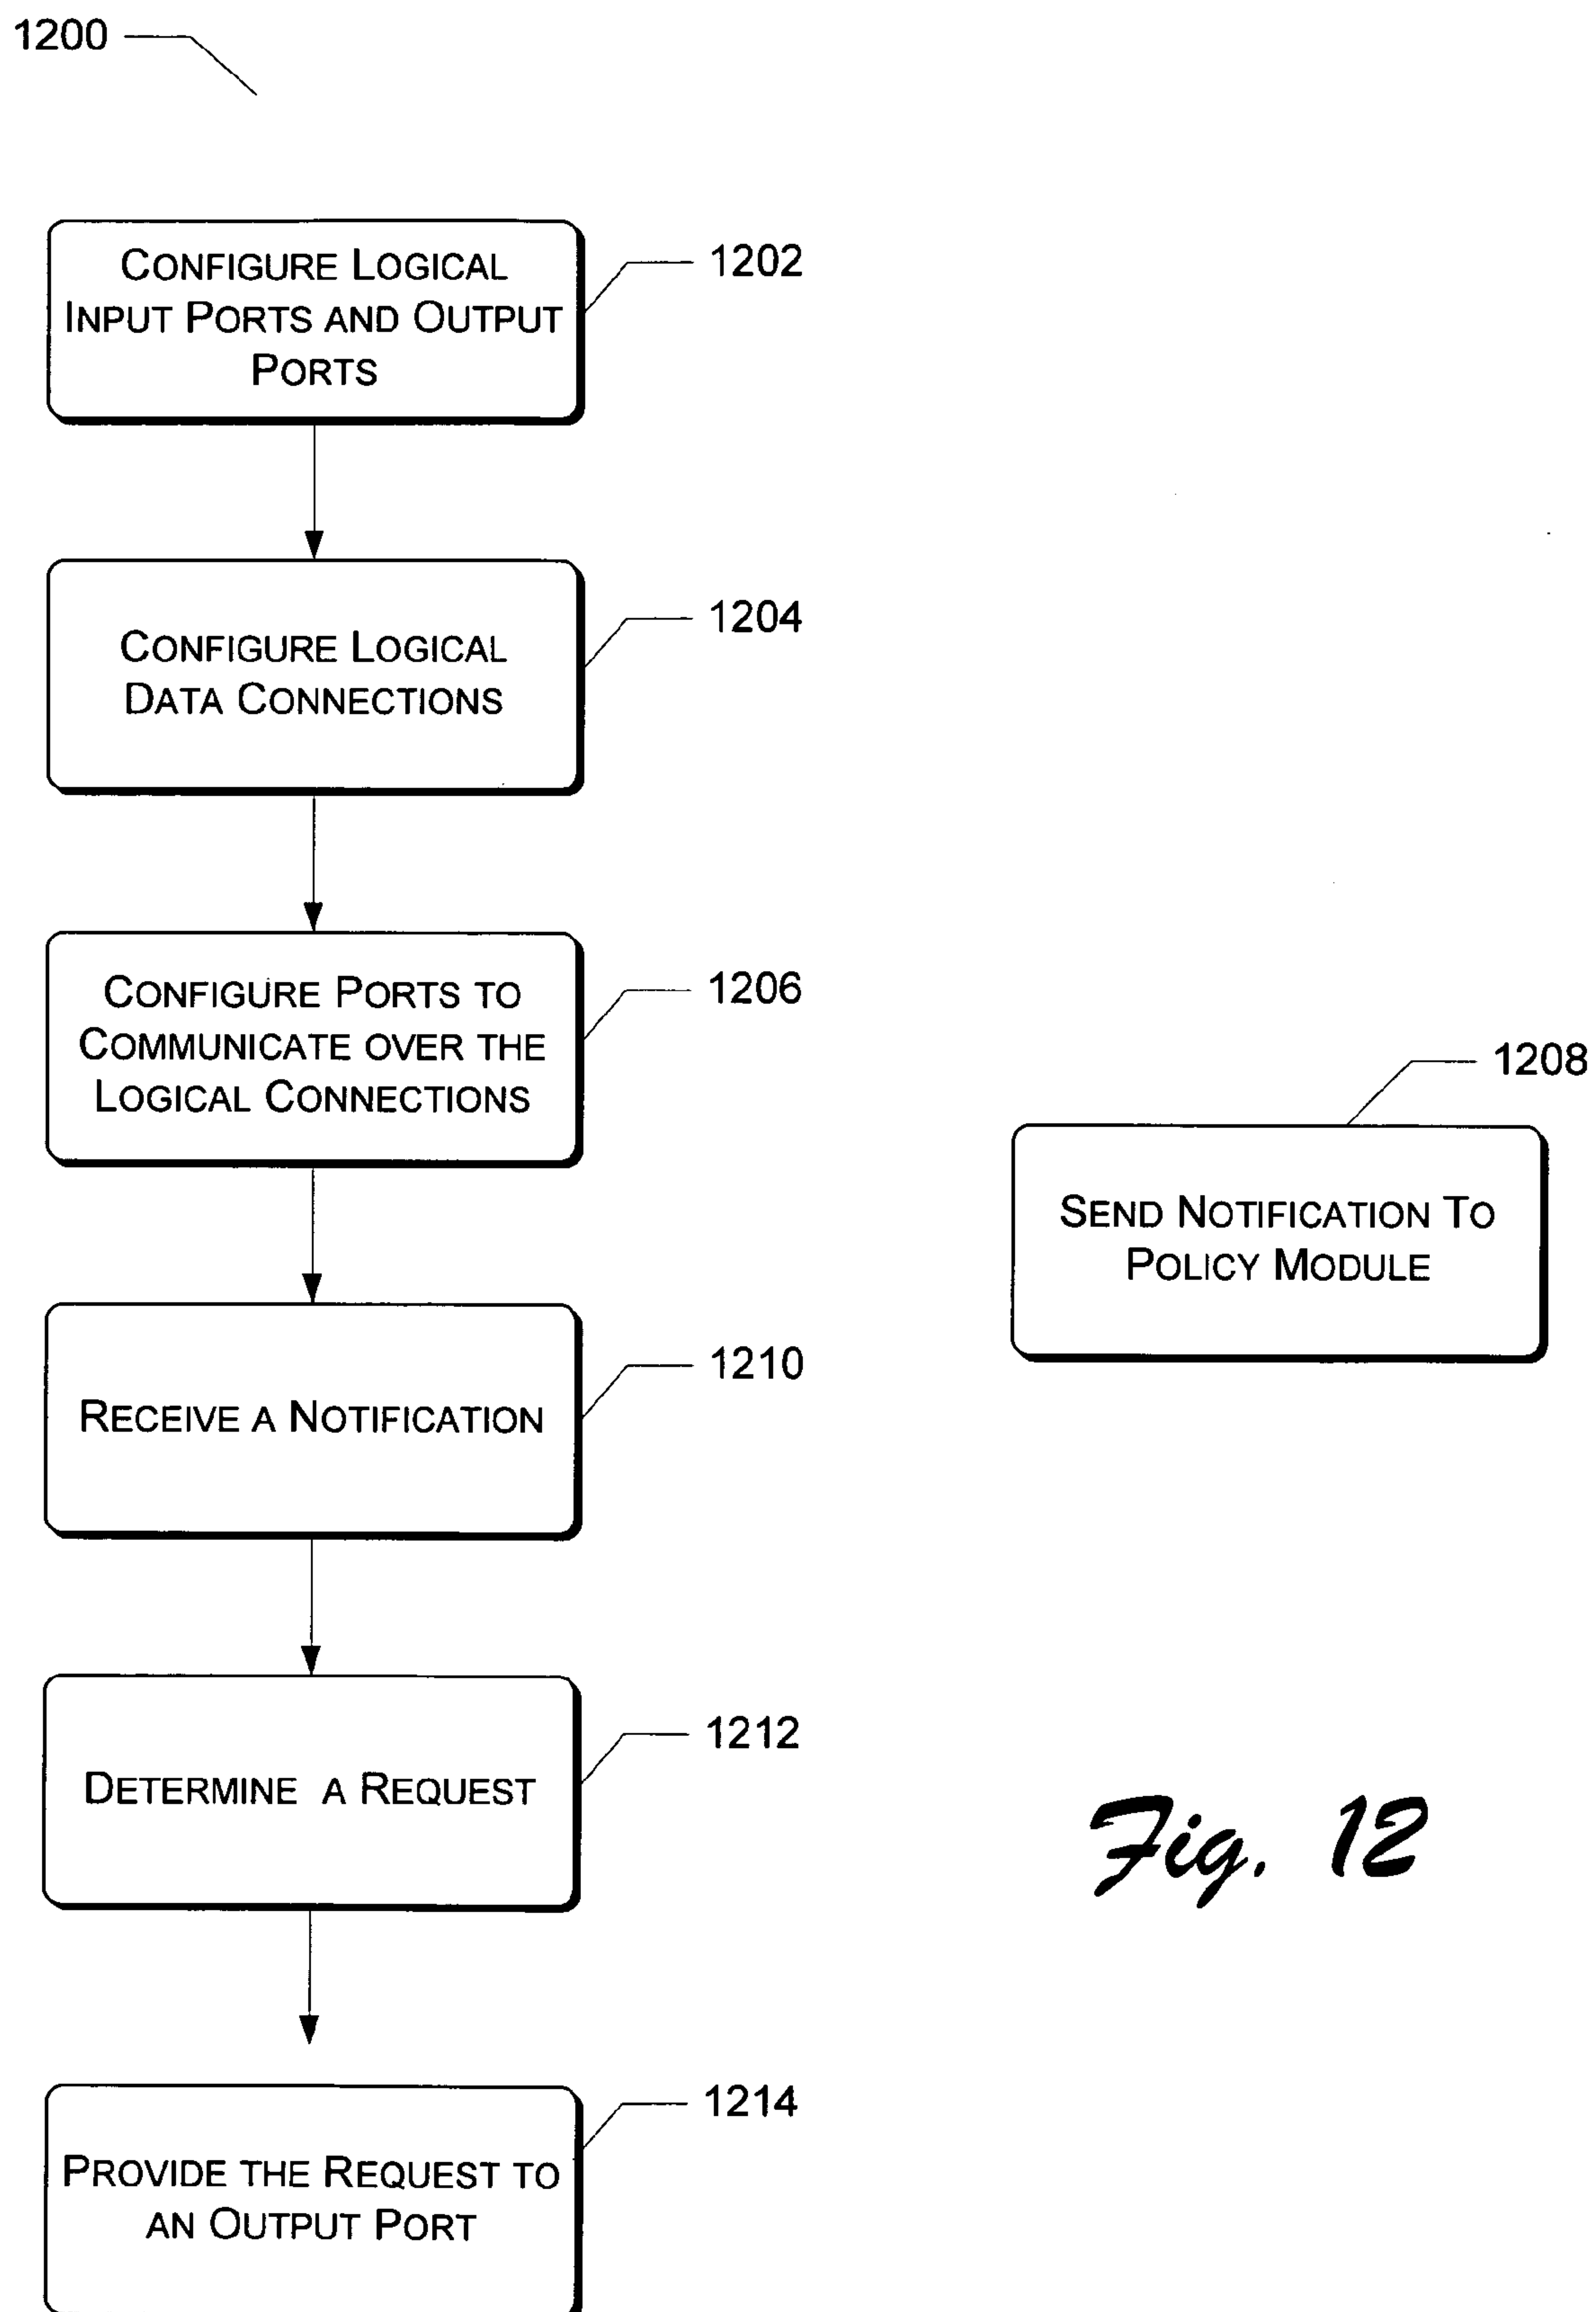 1200
CONFIGURE LOGICAL
INPUT PORTS AND OUTPUT
PORTS
1202
CONFIGURE LOGICAL
DATA CONNECTIONS
1204
CONFIGURE PORTS TO
COMMUNICATE OVER THE
LOGICAL CONNECTIONS
1206
1208
SEND NOTIFICATION TO
POLICY MODULE
RECEIVE A NOTIFICATION
1210
DETERMINE A REQUEST
1212
Fig. 12
PROVIDE THE REQUEST TO
AN OUTPUT PORT
1214